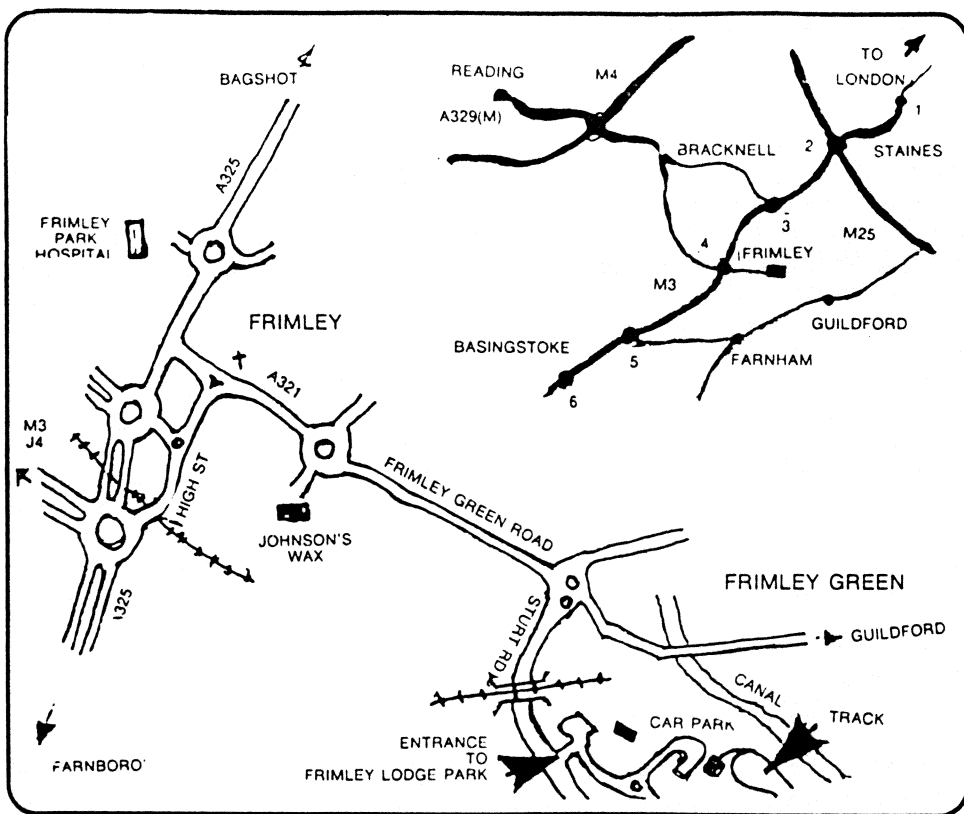 BAGSHOT
A325
FRIMLEY
PARK
HOSPITAL
FRIMLEY
A321
M3
J4
HIGH ST
JOHNSON'S
WAX
FRIMLEY GREEN ROAD
A325
FARNBORO'
STURT RD
FRIMLEY GREEN
GUILDFORD
CANAL
TRACK
CAR PARK
ENTRANCE
TO
FRIMLEY LODGE PARK
READING
M4
A329(M)
BRACKNELL
TO
LONDON
1
2
STAINES
3
M25
4
FRIMLEY
M3
GUILDFORD
FARNHAM
BASINGSTOKE
5
6